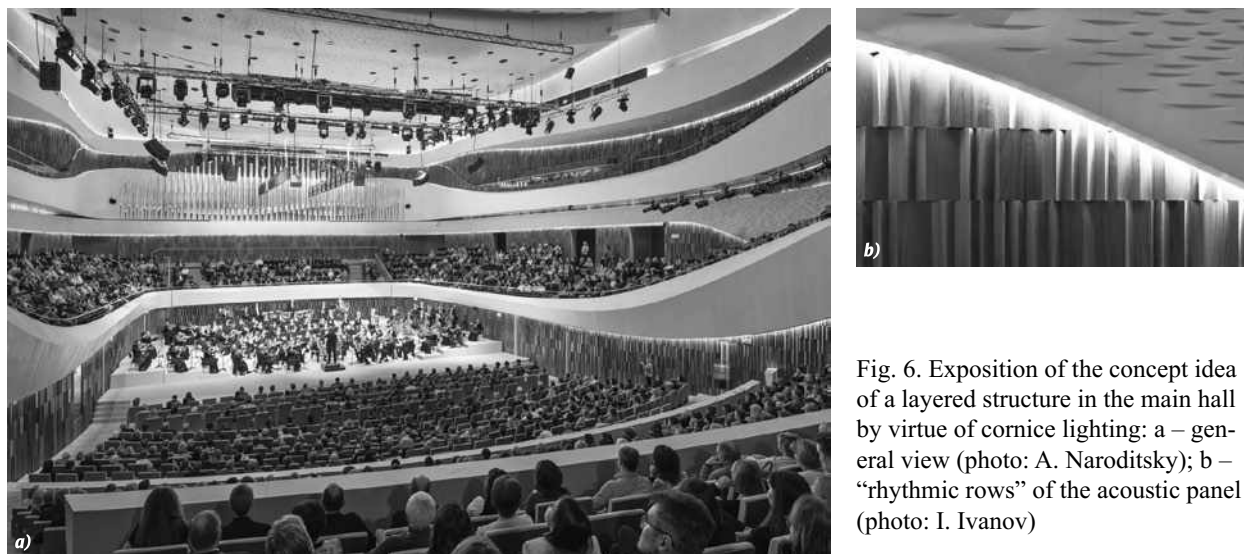 a)
b)
Fig. 6. Exposition of the concept idea
of a layered structure in the main hall
by virtue of cornice lighting: a – gen-
eral view (photo: A. Naroditsky); b –
“rhythmic rows” of the acoustic panel
(photo: I. Ivanov)